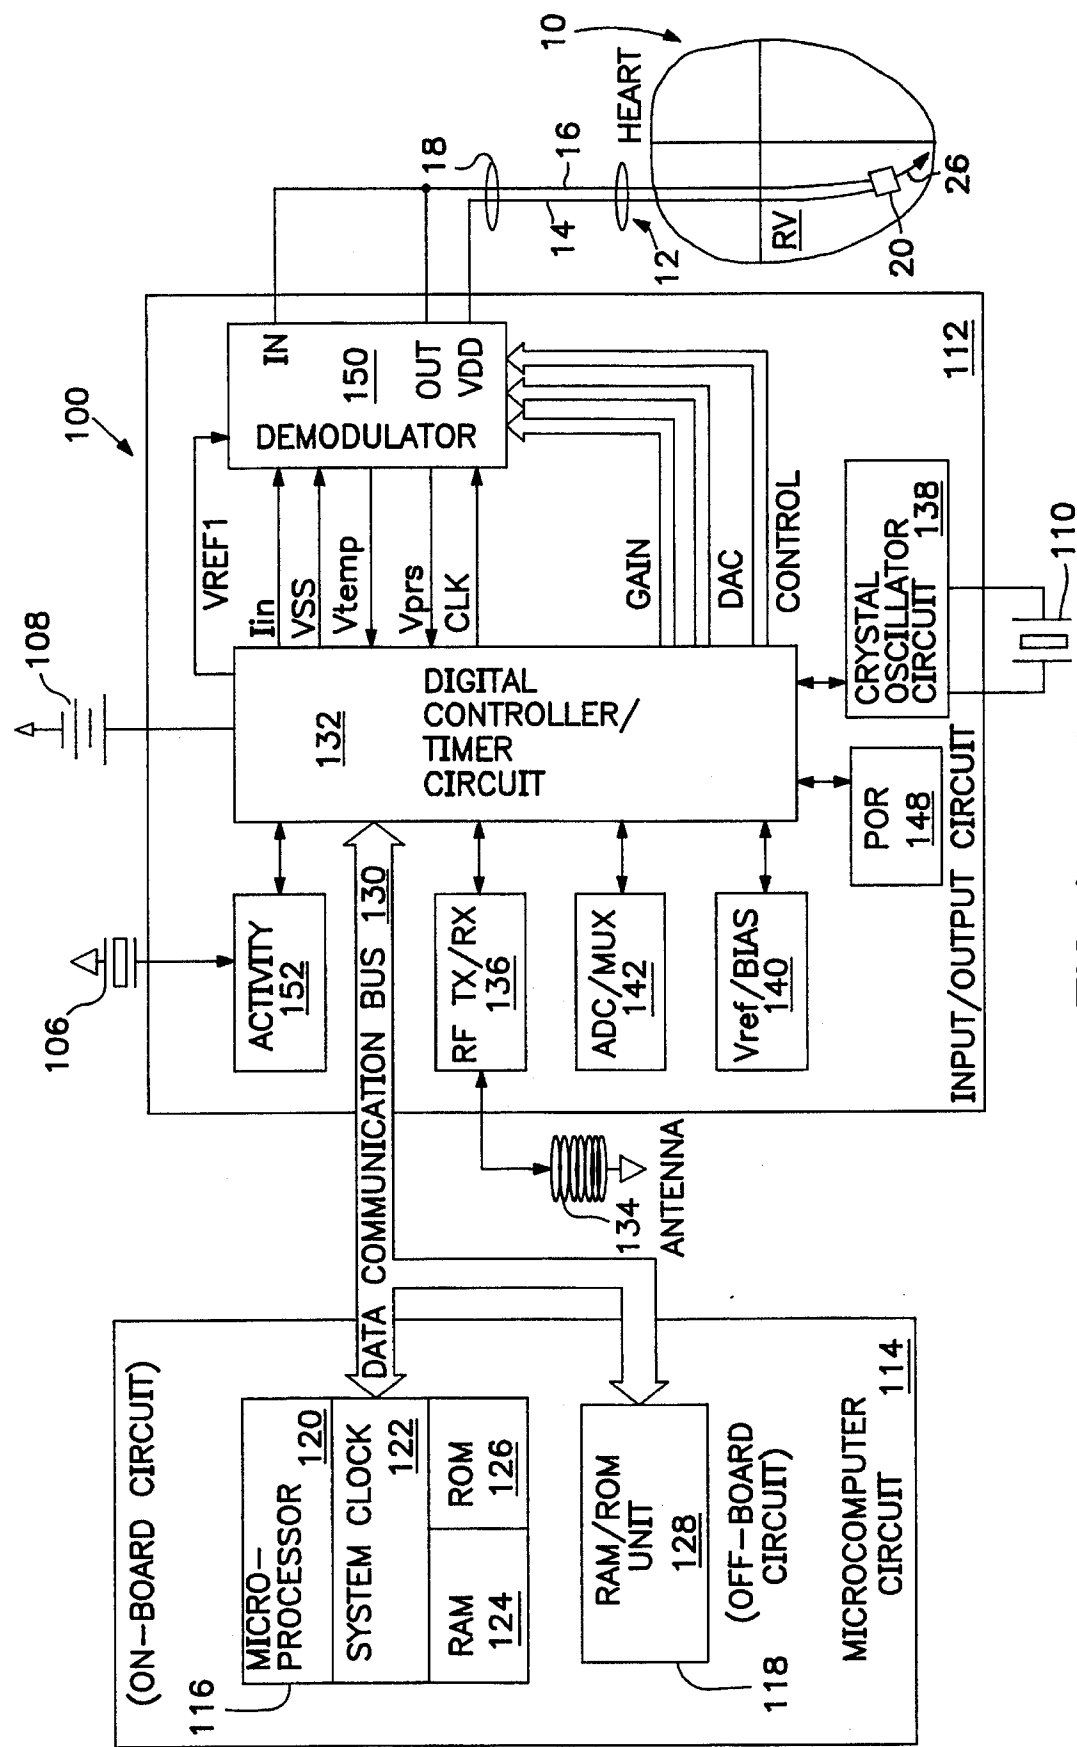 (ON-BOARD CIRCUIT)
116
MICRO-
PROCESSOR 120
SYSTEM CLOCK 122
RAM
124
ROM
126
RAM/ROM
UNIT
128
118
(OFF-BOARD
CIRCUIT)
MICROCOMPUTER
CIRCUIT
114
DATA COMMUNICATION BUS 130
134
ANTENNA
106
ACTIVITY
152
RF TX/RX
136
ADC/MUX
142
Vref/BIAS
140
POR
148
INPUT/OUTPUT CIRCUIT
112
108
132
DIGITAL
CONTROLLER/
TIMER
CIRCUIT
CRYSTAL
OSCILLATOR
CIRCUIT 138
110
100
VREF1
Iin
VSS
Vtemp
Vprs
CLK
GAIN
DAC
CONTROL
DEMODULATOR
150
IN
OUT
VDD
18
14
16
12
HEART
10
RV
20
26